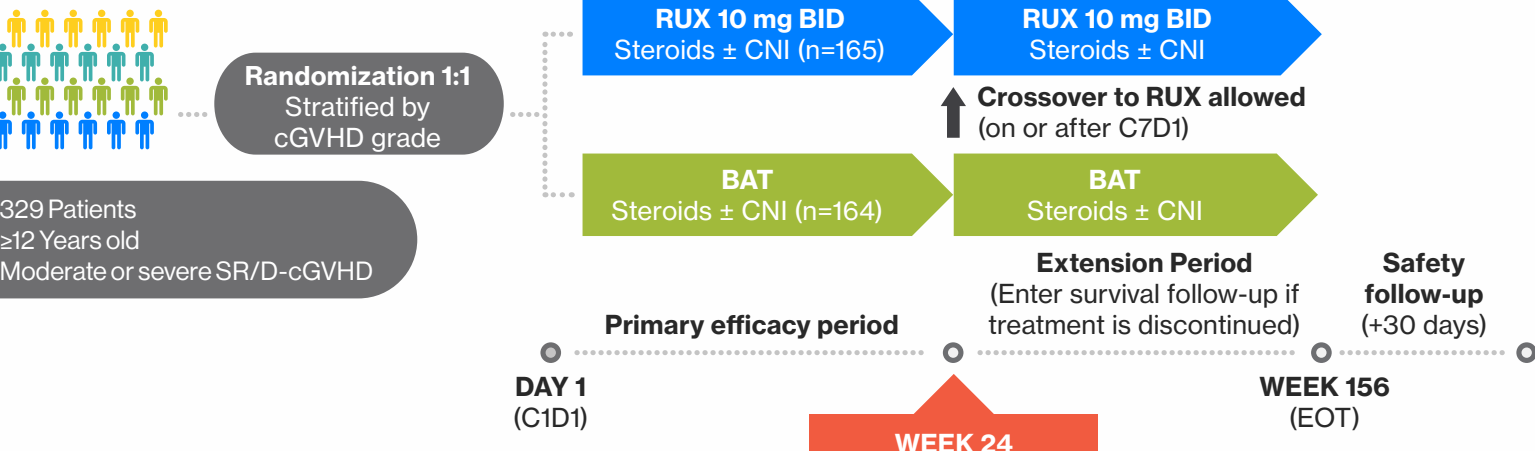 RUX 10 mg BID
Steroids ± CNI (n=165)
RUX 10 mg BID
Steroids ± CNI
Randomization 1:1
Stratified by
cGVHD grade
Crossover to RUX allowed
(on or after C7D1)
BAT
Steroids ± CNI (n=164)
BAT
Steroids ± CNI
329 Patients
≥12 Years old
Moderate or severe SR/D-cGVHD
Primary efficacy period
Extension Period
(Enter survival follow-up if
treatment is discontinued)
Safety
follow-up
(+30 days)
DAY 1
(C1D1)
WEEK 24
WEEK 156
(EOT)